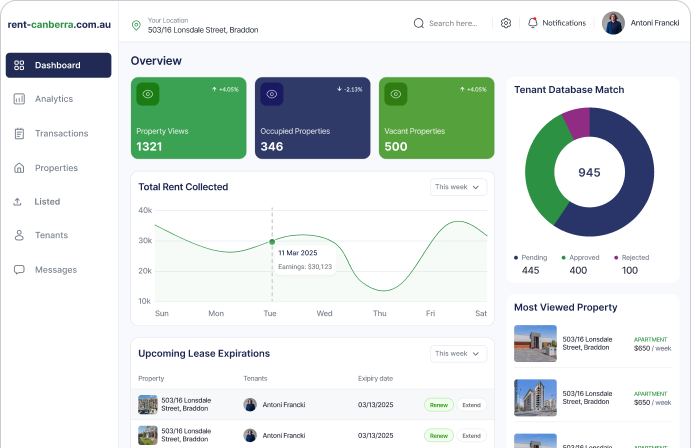 rent-canberra.com.au
Your Location
503/16 Lonsdale Street, Braddon
Search here...
Notifications
Antoni Francki
Dashboard
Analytics
Transactions
Properties
Listed
Tenants
Messages
Overview
+4.05%
Property Views
1321
-2.13%
Occupied Properties
346
+4.05%
Vacant Properties
500
Total Rent Collected
This week
40k
30k
20k
10k
11 Mar 2025
Earnings: $30,123
Sun Mon Tue Wed Thu Fri Sat
Upcoming Lease Expirations
This week
Property Tenants Expiry date
503/16 Lonsdale
Street, Braddon
Antoni Francki
03/13/2025
Renew
Extend
503/16 Lonsdale
Street, Braddon
Antoni Francki
03/13/2025
Renew
Extend
Tenant Database Match
945
Pending
445
Approved
400
Rejected
100
Most Viewed Property
503/16 Lonsdale
Street, Braddon
APARTMENT
$650 / week
503/16 Lonsdale
Street, Braddon
APARTMENT
$650 / week
503/16 Lonsdale
APARTMENT